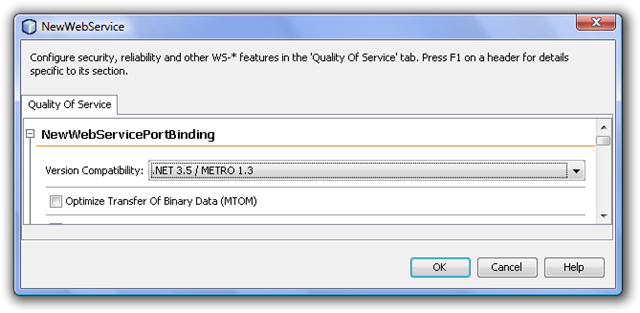 NewWebService
Configure security, reliability and other WS-* features in the 'Quality Of Service' tab. Press F1 on a header for details
specific to its section.
Quality Of Service
NewWebServicePortBinding
Version Compatibility: .NET 3.5 / METRO 1.3
Optimize Transfer Of Binary Data (MTOM)
OK Cancel Help